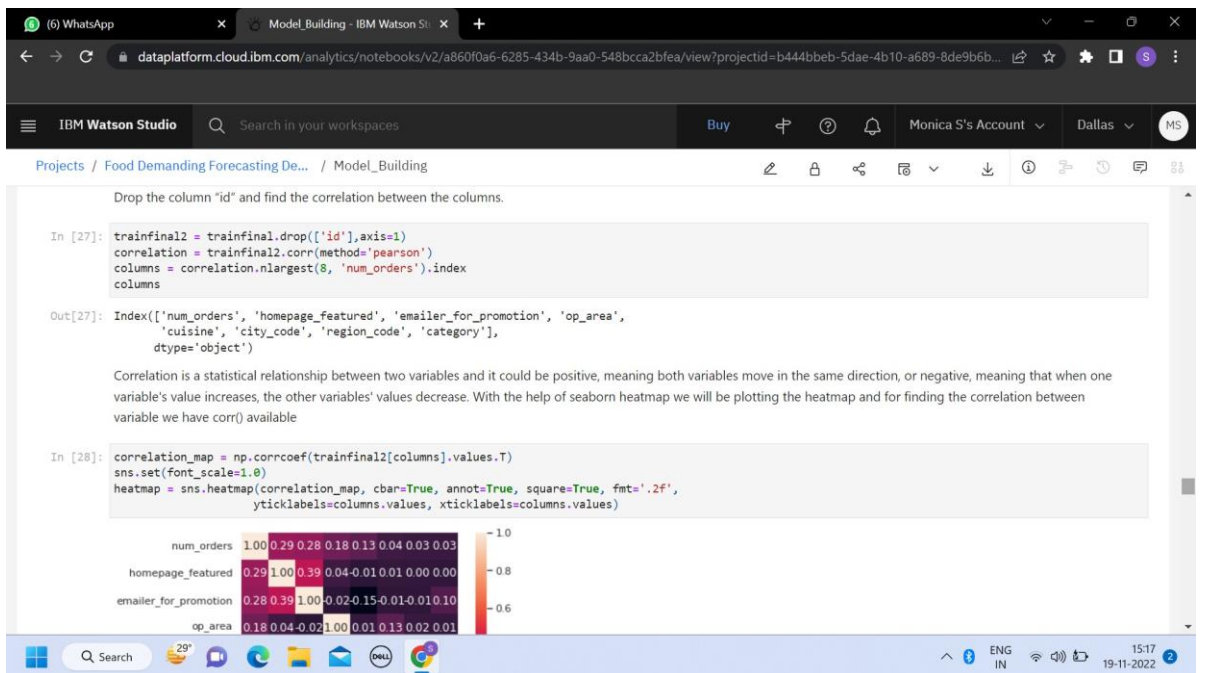 (6) WhatsApp
Model_Building - IBM Watson St
dataplatform.cloud.ibm.com/analytics/notebooks/v2/a860f0a6-6285-434b-9aa0-548bcca2bfea/view?projectid=b444bbeb-5dae-4b10-a689-8de9b6b...
S
IBM Watson Studio
Search in your workspaces
Buy
Monica S's Account
Dallas
MS
Projects / Food Demanding Forecasting De... / Model_Building
Drop the column "id" and find the correlation between the columns.
In [27]: trainfinal2 = trainfinal.drop(['id'],axis=1)
correlation = trainfinal2.corr(method='pearson')
columns = correlation.nlargest(8, 'num_orders').index
columns
Out[27]: Index(['num_orders', 'homepage_featured', 'emailer_for_promotion', 'op_area',
'cuisine', 'city_code', 'region_code', 'category'],
dtype='object')
Correlation is a statistical relationship between two variables and it could be positive, meaning both variables move in the same direction, or negative, meaning that when one
variable's value increases, the other variables' values decrease. With the help of seaborn heatmap we will be plotting the heatmap and for finding the correlation between
variable we have corr() available
In [28]: correlation_map = np.corrcoef(trainfinal2[columns].values.T)
sns.set(font_scale=1.0)
heatmap = sns.heatmap(correlation_map, cbar=True, annot=True, square=True, fmt='.2f',
yticklabels=columns.values, xticklabels=columns.values)
num_orders 1.00 0.29 0.28 0.18 0.13 0.04 0.03 0.03
homepage_featured 0.29 1.00 0.39 0.04 -0.01 0.01 0.00 0.00
emailer_for_promotion 0.28 0.39 1.00 -0.02 -0.15 -0.01 -0.01 0.10
op_area 0.18 0.04 -0.02 1.00 0.01 0.13 0.02 0.01
1.0
0.8
0.6
Search
29°
DELL
ENG
IN
15:17
19-11-2022
2